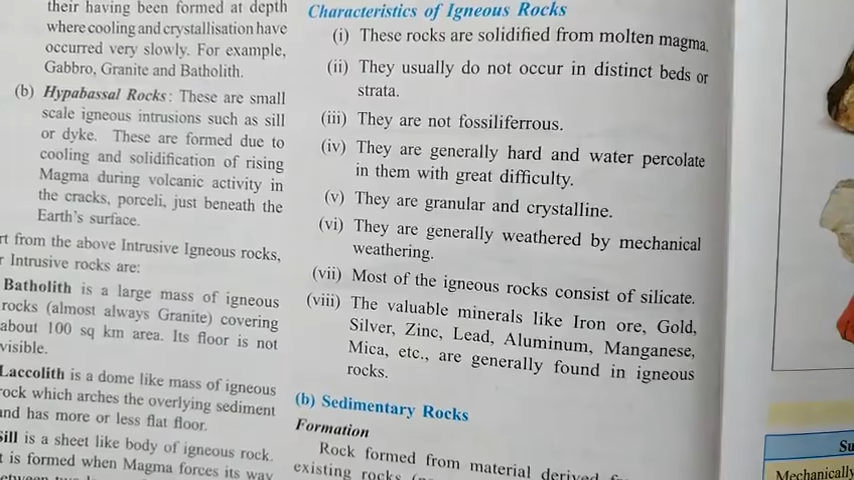 their having been formed at depth
where cooling and crystallisation have
occurred very slowly. For example,
Gabbro, Granite and Batholith.
(b) Hypabassal Rocks: These are small
scale igneous intrusions such as sill
or dyke. These are formed due to
cooling and solidification of rising
Magma during volcanic activity in
the cracks, porceli, just beneath the
Earth's surface.
from the above Intrusive Igneous rocks,
Intrusive rocks are:
Batholith is a large mass of igneous
rocks (almost always Granite) covering
about 100 sq km area. Its floor is not
visible.
Laccolith is a dome like mass of igneous
rock which arches the overlying sediment
and has more or less flat floor.
Sill is a sheet like body of igneous rock.
is formed when Magma forces its way
Characteristics of Igneous Rocks
(i) These rocks are solidified from molten magma.
(ii) They usually do not occur in distinct beds or
strata.
(iii) They are not fossiliferrous.
(iv) They are generally hard and water percolate
in them with great difficulty.
(v) They are granular and crystalline.
(vi) They are generally weathered by mechanical
weathering.
(vii) Most of the igneous rocks consist of silicate.
(viii) The valuable minerals like Iron ore, Gold,
Silver, Zinc, Lead, Aluminum, Manganese,
Mica, etc., are generally found in igneous
rocks.
(b) Sedimentary Rocks
Formation
Rock formed from material derived
existing rocks
Mechanically